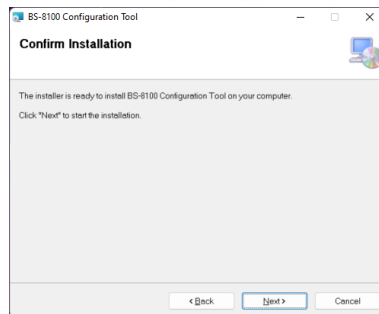 BS-8100 Configuration Tool
Confirm Installation
The installer is ready to install BS-8100 Configuration Tool on your computer.
Click "Next" to start the installation.
< Back
Next >
Cancel